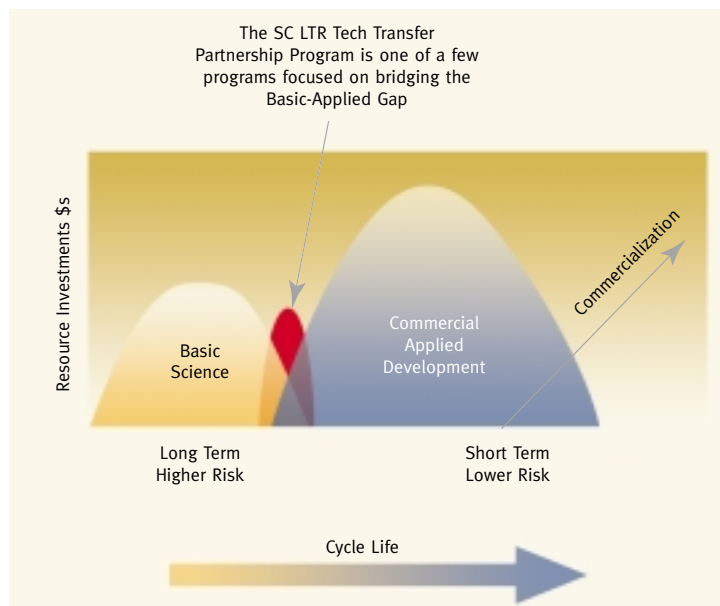 The SC LTR Tech Transfer
Partnership Program is one of a few
programs focused on bridging the
Basic-Applied Gap
Resource Investments $s
Commercialization
Basic
Science
Commercial
Applied
Development
Long Term
Higher Risk
Short Term
Lower Risk
Cycle Life